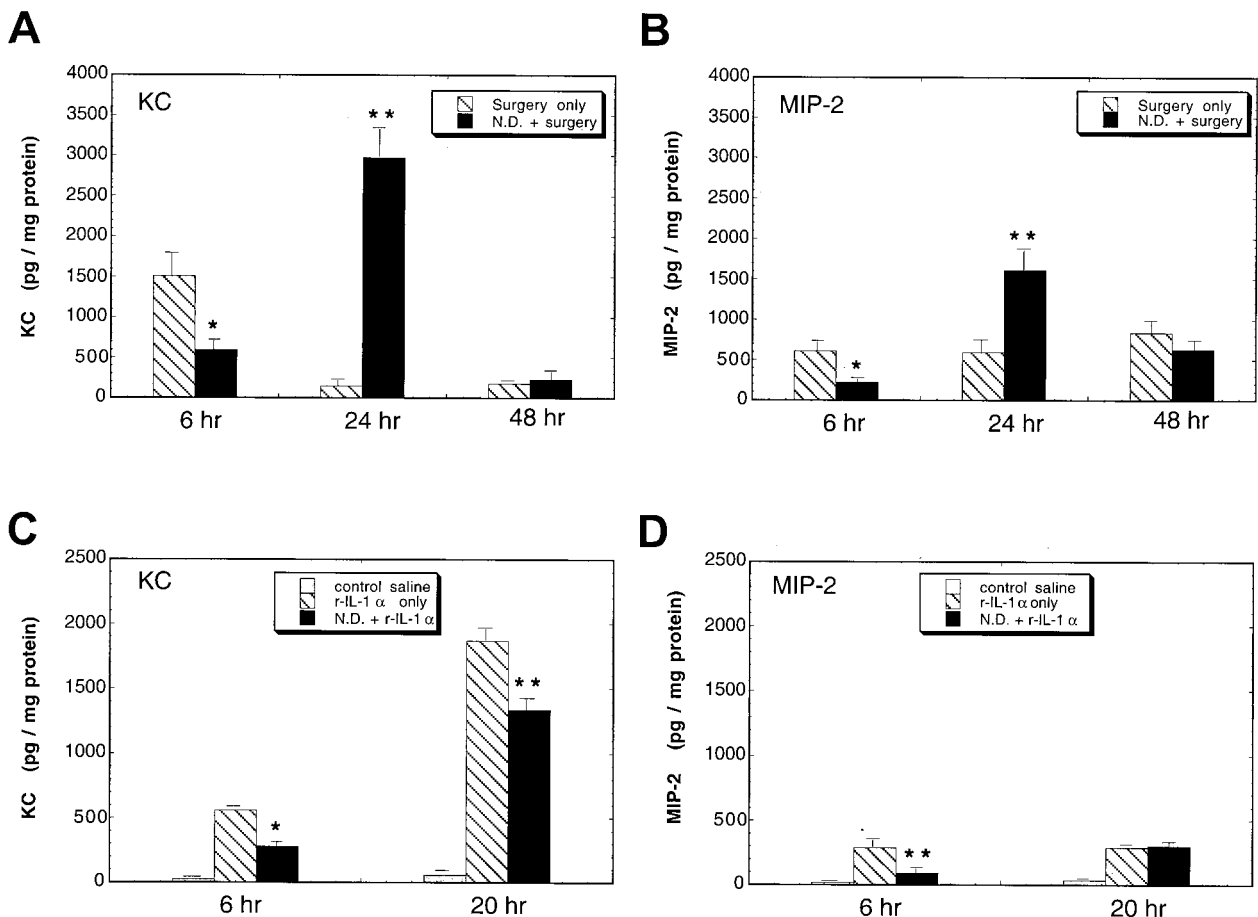 A
KC
Surgery only
N.D. + surgery
KC (pg / mg protein)
4000
3500
3000
2500
2000
1500
1000
500
0
*
**
6 hr
24 hr
48 hr
B
MIP-2
Surgery only
N.D. + surgery
MIP-2 (pg / mg protein)
4000
3500
3000
2500
2000
1500
1000
500
0
*
**
6 hr
24 hr
48 hr
C
KC
control saline
r-IL-1 α only
N.D. + r-IL-1 α
KC (pg / mg protein)
2500
2000
1500
1000
500
0
*
**
6 hr
20 hr
D
MIP-2
control saline
r-IL-1 α only
N.D. + r-IL-1 α
MIP-2 (pg / mg protein)
2500
2000
1500
1000
500
0
**
6 hr
20 hr